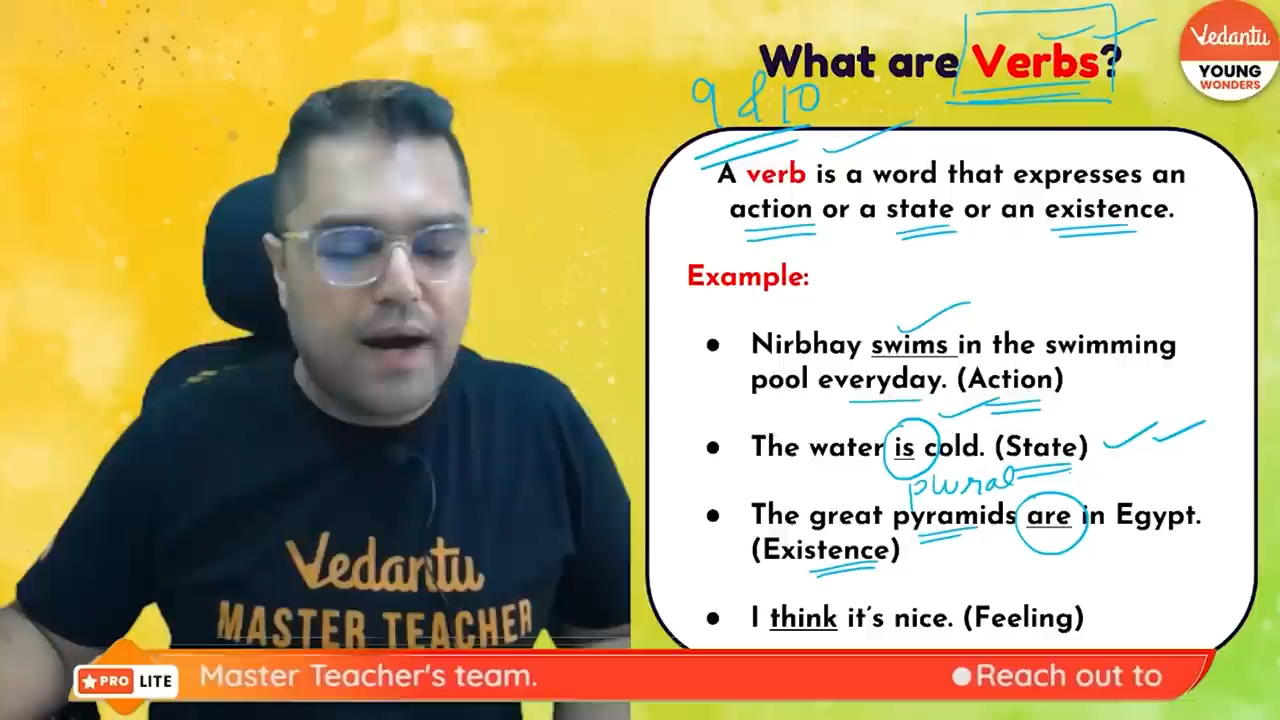 What are Verbs?
Vedantu
YOUNG
WONDERS
9 & 10
A verb is a word that expresses an
action or a state or an existence.
Example:
● Nirbhay swims in the swimming
pool everyday. (Action)
● The water is cold. (State)
plural
● The great pyramids are in Egypt.
(Existence)
● I think it's nice. (Feeling)
Vedantu
MASTER TEACHER
PRO LITE
Master Teacher's team.
●Reach out to